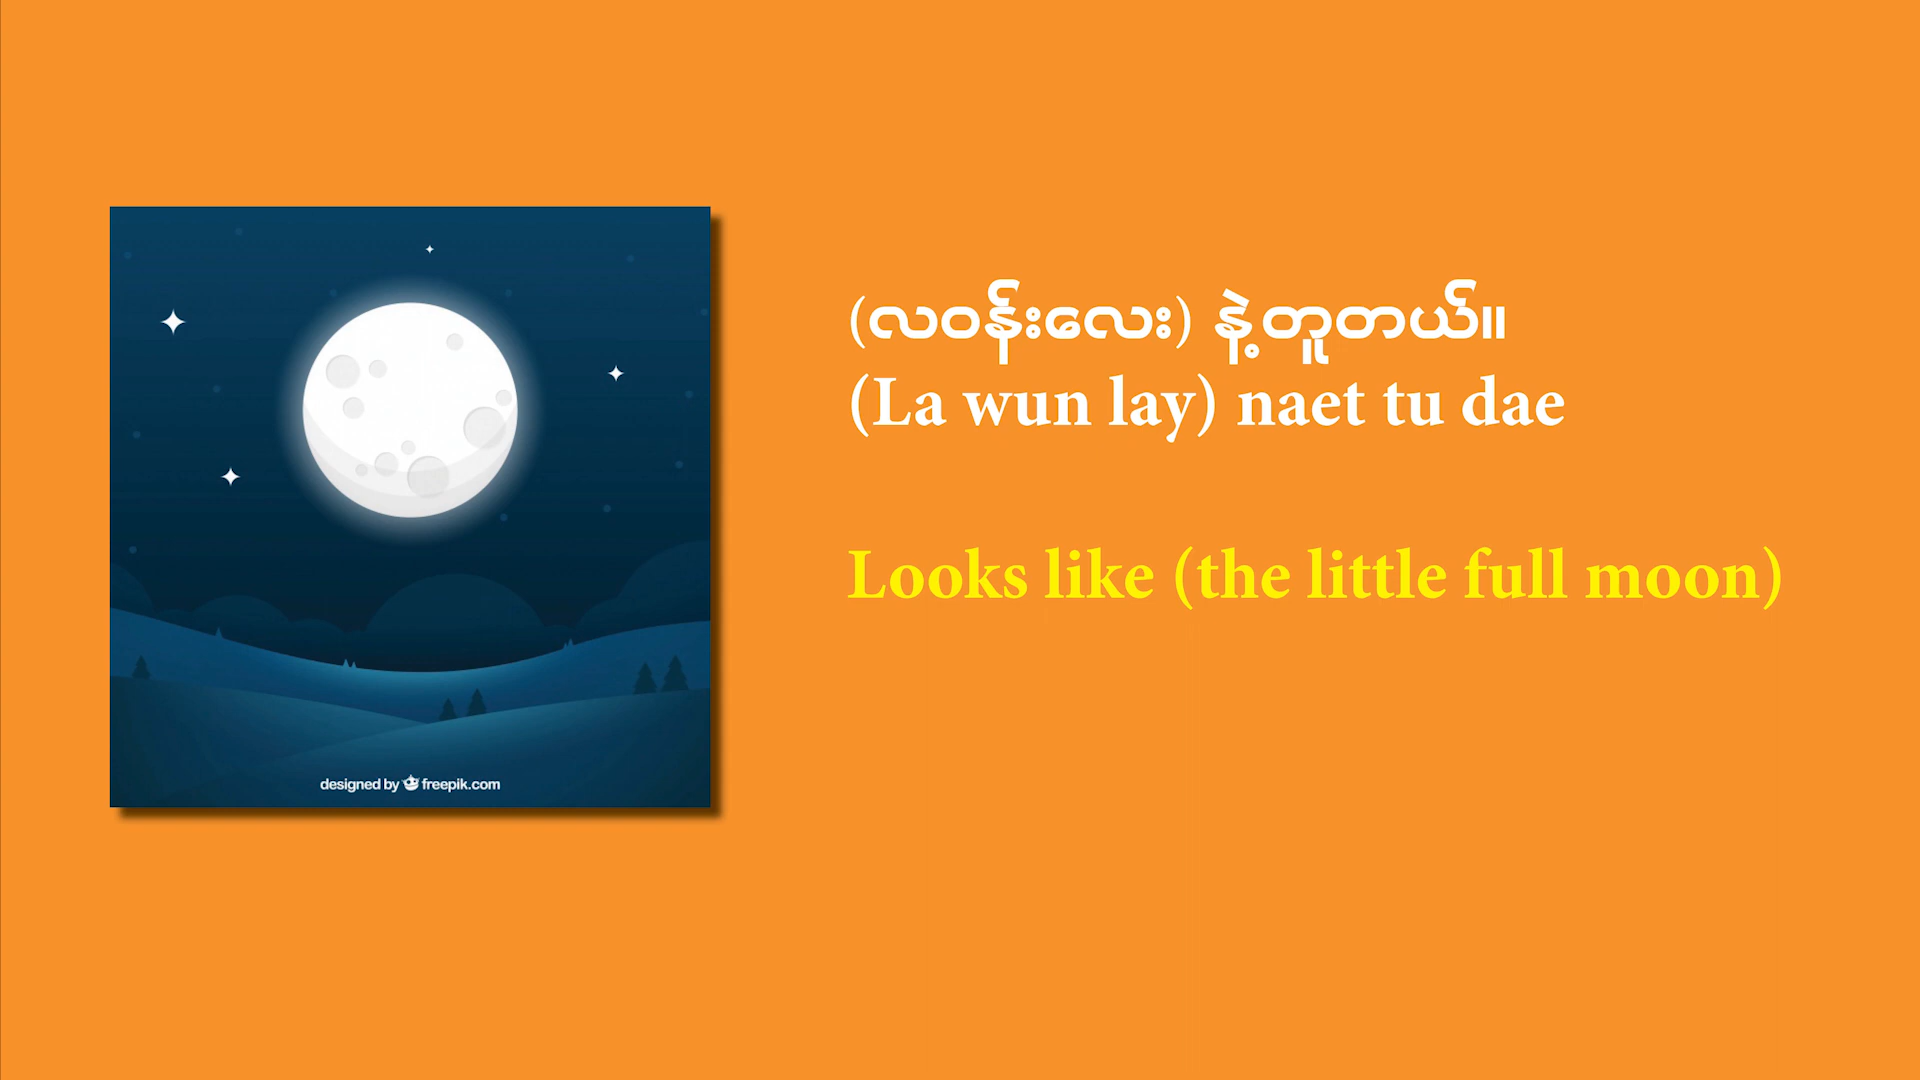 (လဝန်းလေး) နဲ့တူတယ်။
(La wun lay) naet tu dae
Looks like (the little full moon)
designed by freepik.com